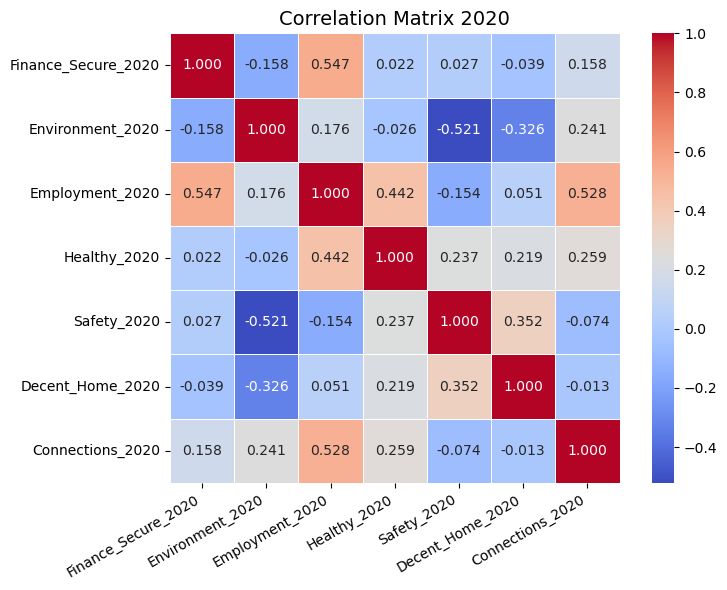 Correlation Matrix 2020
Finance_Secure_2020 1.000 -0.158 0.547 0.022 0.027 -0.039 0.158
Environment_2020 -0.158 1.000 0.176 -0.026 -0.521 -0.326 0.241
Employment_2020 0.547 0.176 1.000 0.442 -0.154 0.051 0.528
Healthy_2020 0.022 -0.026 0.442 1.000 0.237 0.219 0.259
Safety_2020 0.027 -0.521 -0.154 0.237 1.000 0.352 -0.074
Decent_Home_2020 -0.039 -0.326 0.051 0.219 0.352 1.000 -0.013
Connections_2020 0.158 0.241 0.528 0.259 -0.074 -0.013 1.000
Finance_Secure_2020
Environment_2020
Employment_2020
Healthy_2020
Safety_2020
Decent_Home_2020
Connections_2020
1.0
0.8
0.6
0.4
0.2
0.0
−0.2
−0.4